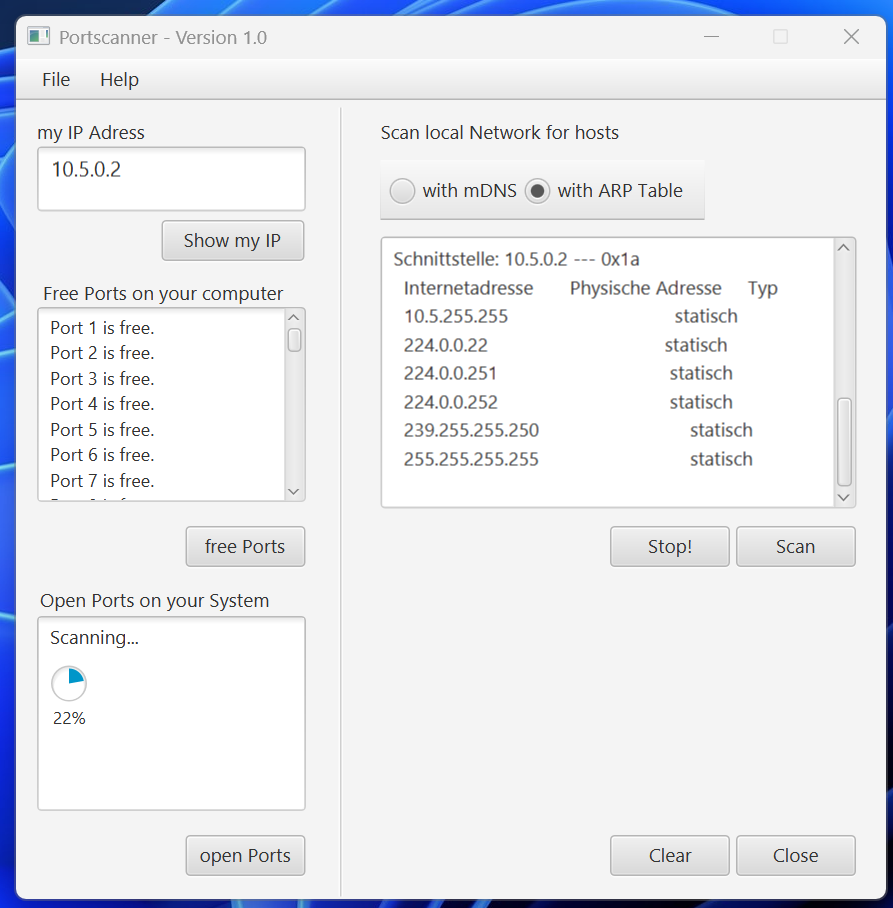 Portscanner - Version 1.0
File Help
my IP Adress
10.5.0.2
Show my IP
Free Ports on your computer
Port 1 is free.
Port 2 is free.
Port 3 is free.
Port 4 is free.
Port 5 is free.
Port 6 is free.
Port 7 is free.
free Ports
Open Ports on your System
Scanning...
22%
open Ports
Scan local Network for hosts
with mDNS with ARP Table
Schnittstelle: 10.5.0.2 --- 0x1a
Internetadresse Physische Adresse Typ
10.5.255.255 statisch
224.0.0.22 statisch
224.0.0.251 statisch
224.0.0.252 statisch
239.255.255.250 statisch
255.255.255.255 statisch
Stop! Scan
Clear Close